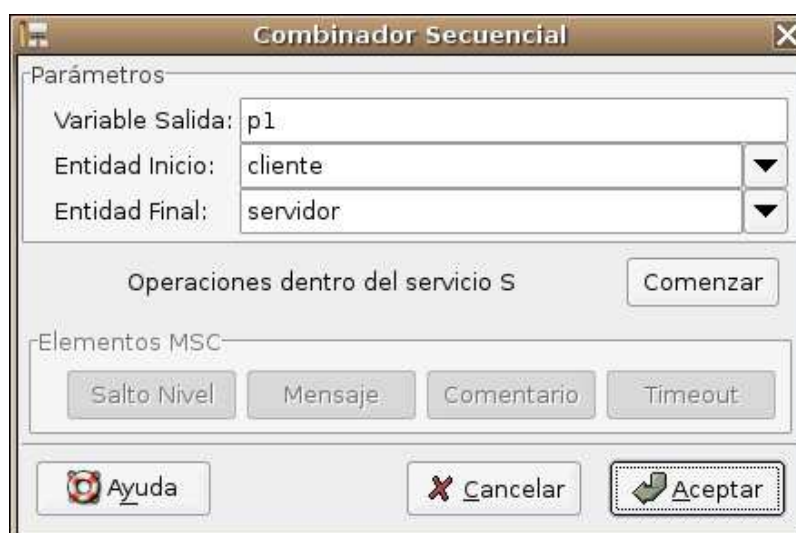 Combinador Secuencial
Parámetros
Variable Salida: p1
Entidad Inicio: cliente
Entidad Final: servidor
Operaciones dentro del servicio S Comenzar
Elementos MSC
Salto Nivel Mensaje Comentario Timeout
Ayuda Cancelar Aceptar